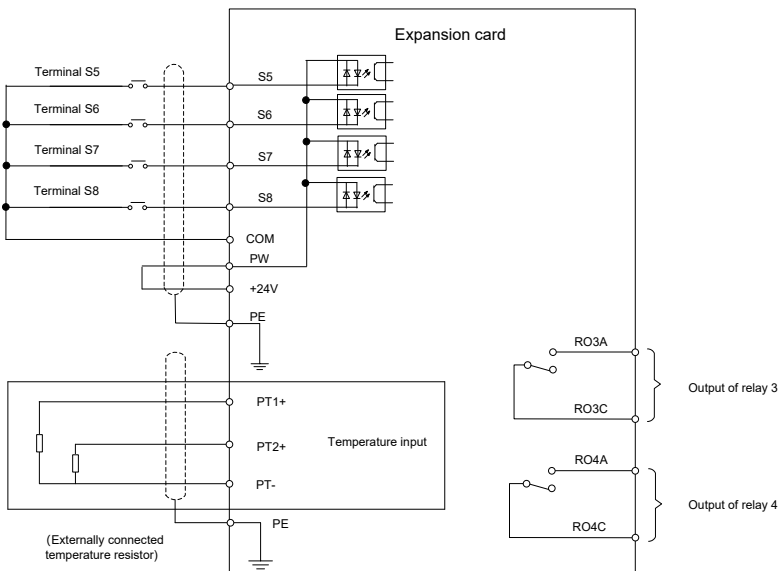 Expansion card
Terminal S5
S5
Terminal S6
S6
Terminal S7
S7
Terminal S8
S8
COM
PW
+24V
PE
RO3A
Output of relay 3
RO3C
PT1+
PT2+
Temperature input
PT-
RO4A
Output of relay 4
RO4C
PE
(Externally connected
temperature resistor)